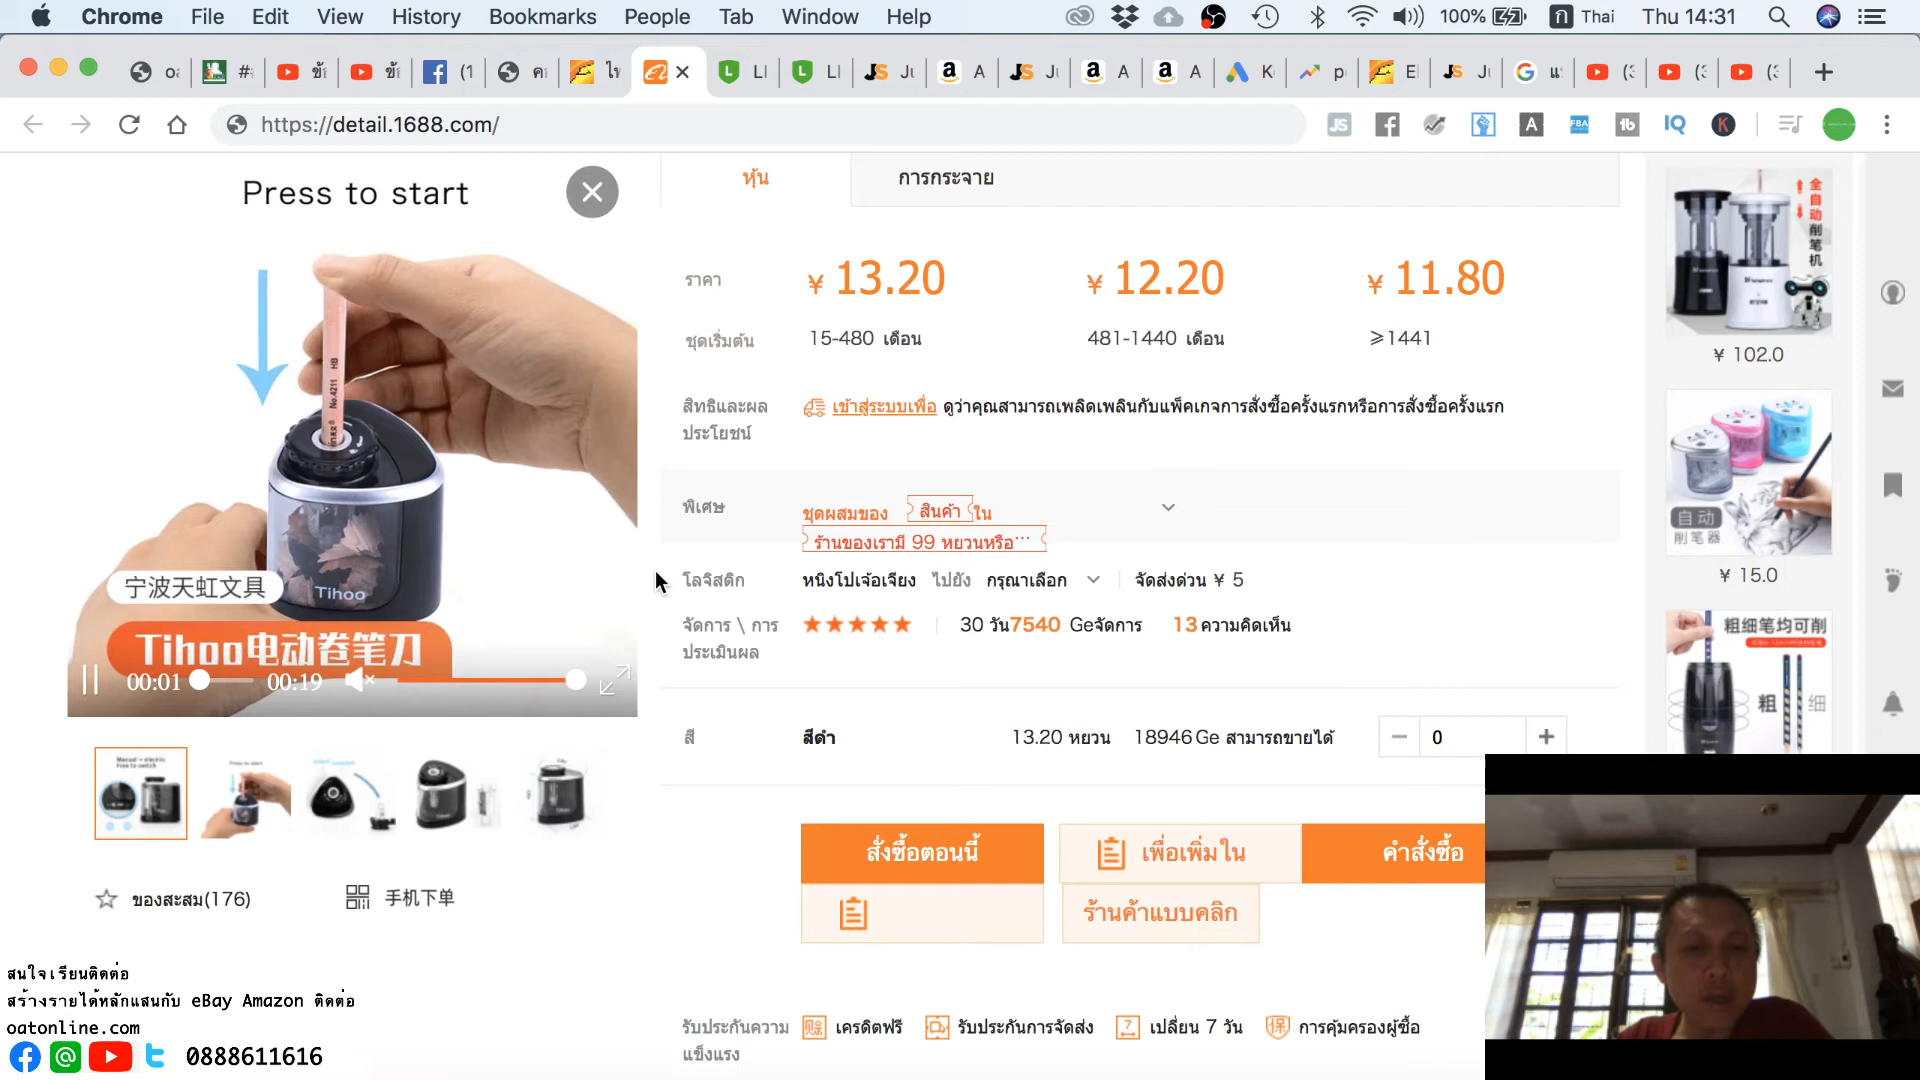 Chrome File Edit View History Bookmarks People Tab Window Help 100% ก Thai Thu 14:31
https://detail.1688.com/
Press to start
No.4211 HB
宁波天虹文具
Tihoo
Tihoo电动卷笔刀
00:01 00:19
ของสะสม(176) 手机下单
หุ้น การกระจาย
ราคา ¥ 13.20 ¥ 12.20 ¥ 11.80
ชุดเริ่มต้น 15-480 เดือน 481-1440 เดือน ⩾1441
สิทธิและผล
ประโยชน์
เข้าสู่ระบบเพื่อ ดูว่าคุณสามารถเพลิดเพลินกับแพ็คเกจการสั่งซื้อครั้งแรกหรือการสั่งซื้อครั้งแรก
พิเศษ ชุดผสมของ สินค้า ใน
ร้านของเรามี 99 หยวนหรือ···
โลจิสติก หนิงโปเจ้อเจียง ไปยัง กรุณาเลือก จัดส่งด่วน ¥ 5
จัดการ \ การ
ประเมินผล
30 วัน7540 Geจัดการ 13 ความคิดเห็น
สี สีดำ 13.20 หยวน 18946 Ge สามารถขายได้ − 0 +
สั่งซื้อตอนนี้ เพื่อเพิ่มใน คำสั่งซื้อ
ร้านค้าแบบคลิก
รับประกันความ
แข็งแรง
赊 เครดิตฟรี รับประกันการจัดส่ง 7 เปลี่ยน 7 วัน 保 การคุ้มครองผู้ซื้อ
全自动削笔机
¥ 102.0
自动
削笔器
¥ 15.0
粗细笔均可削
粗 细
สนใจเรียนติดต่อ
สร้างรายได้หลักแสนกับ eBay Amazon ติดต่อ
oatonline.com
0888611616